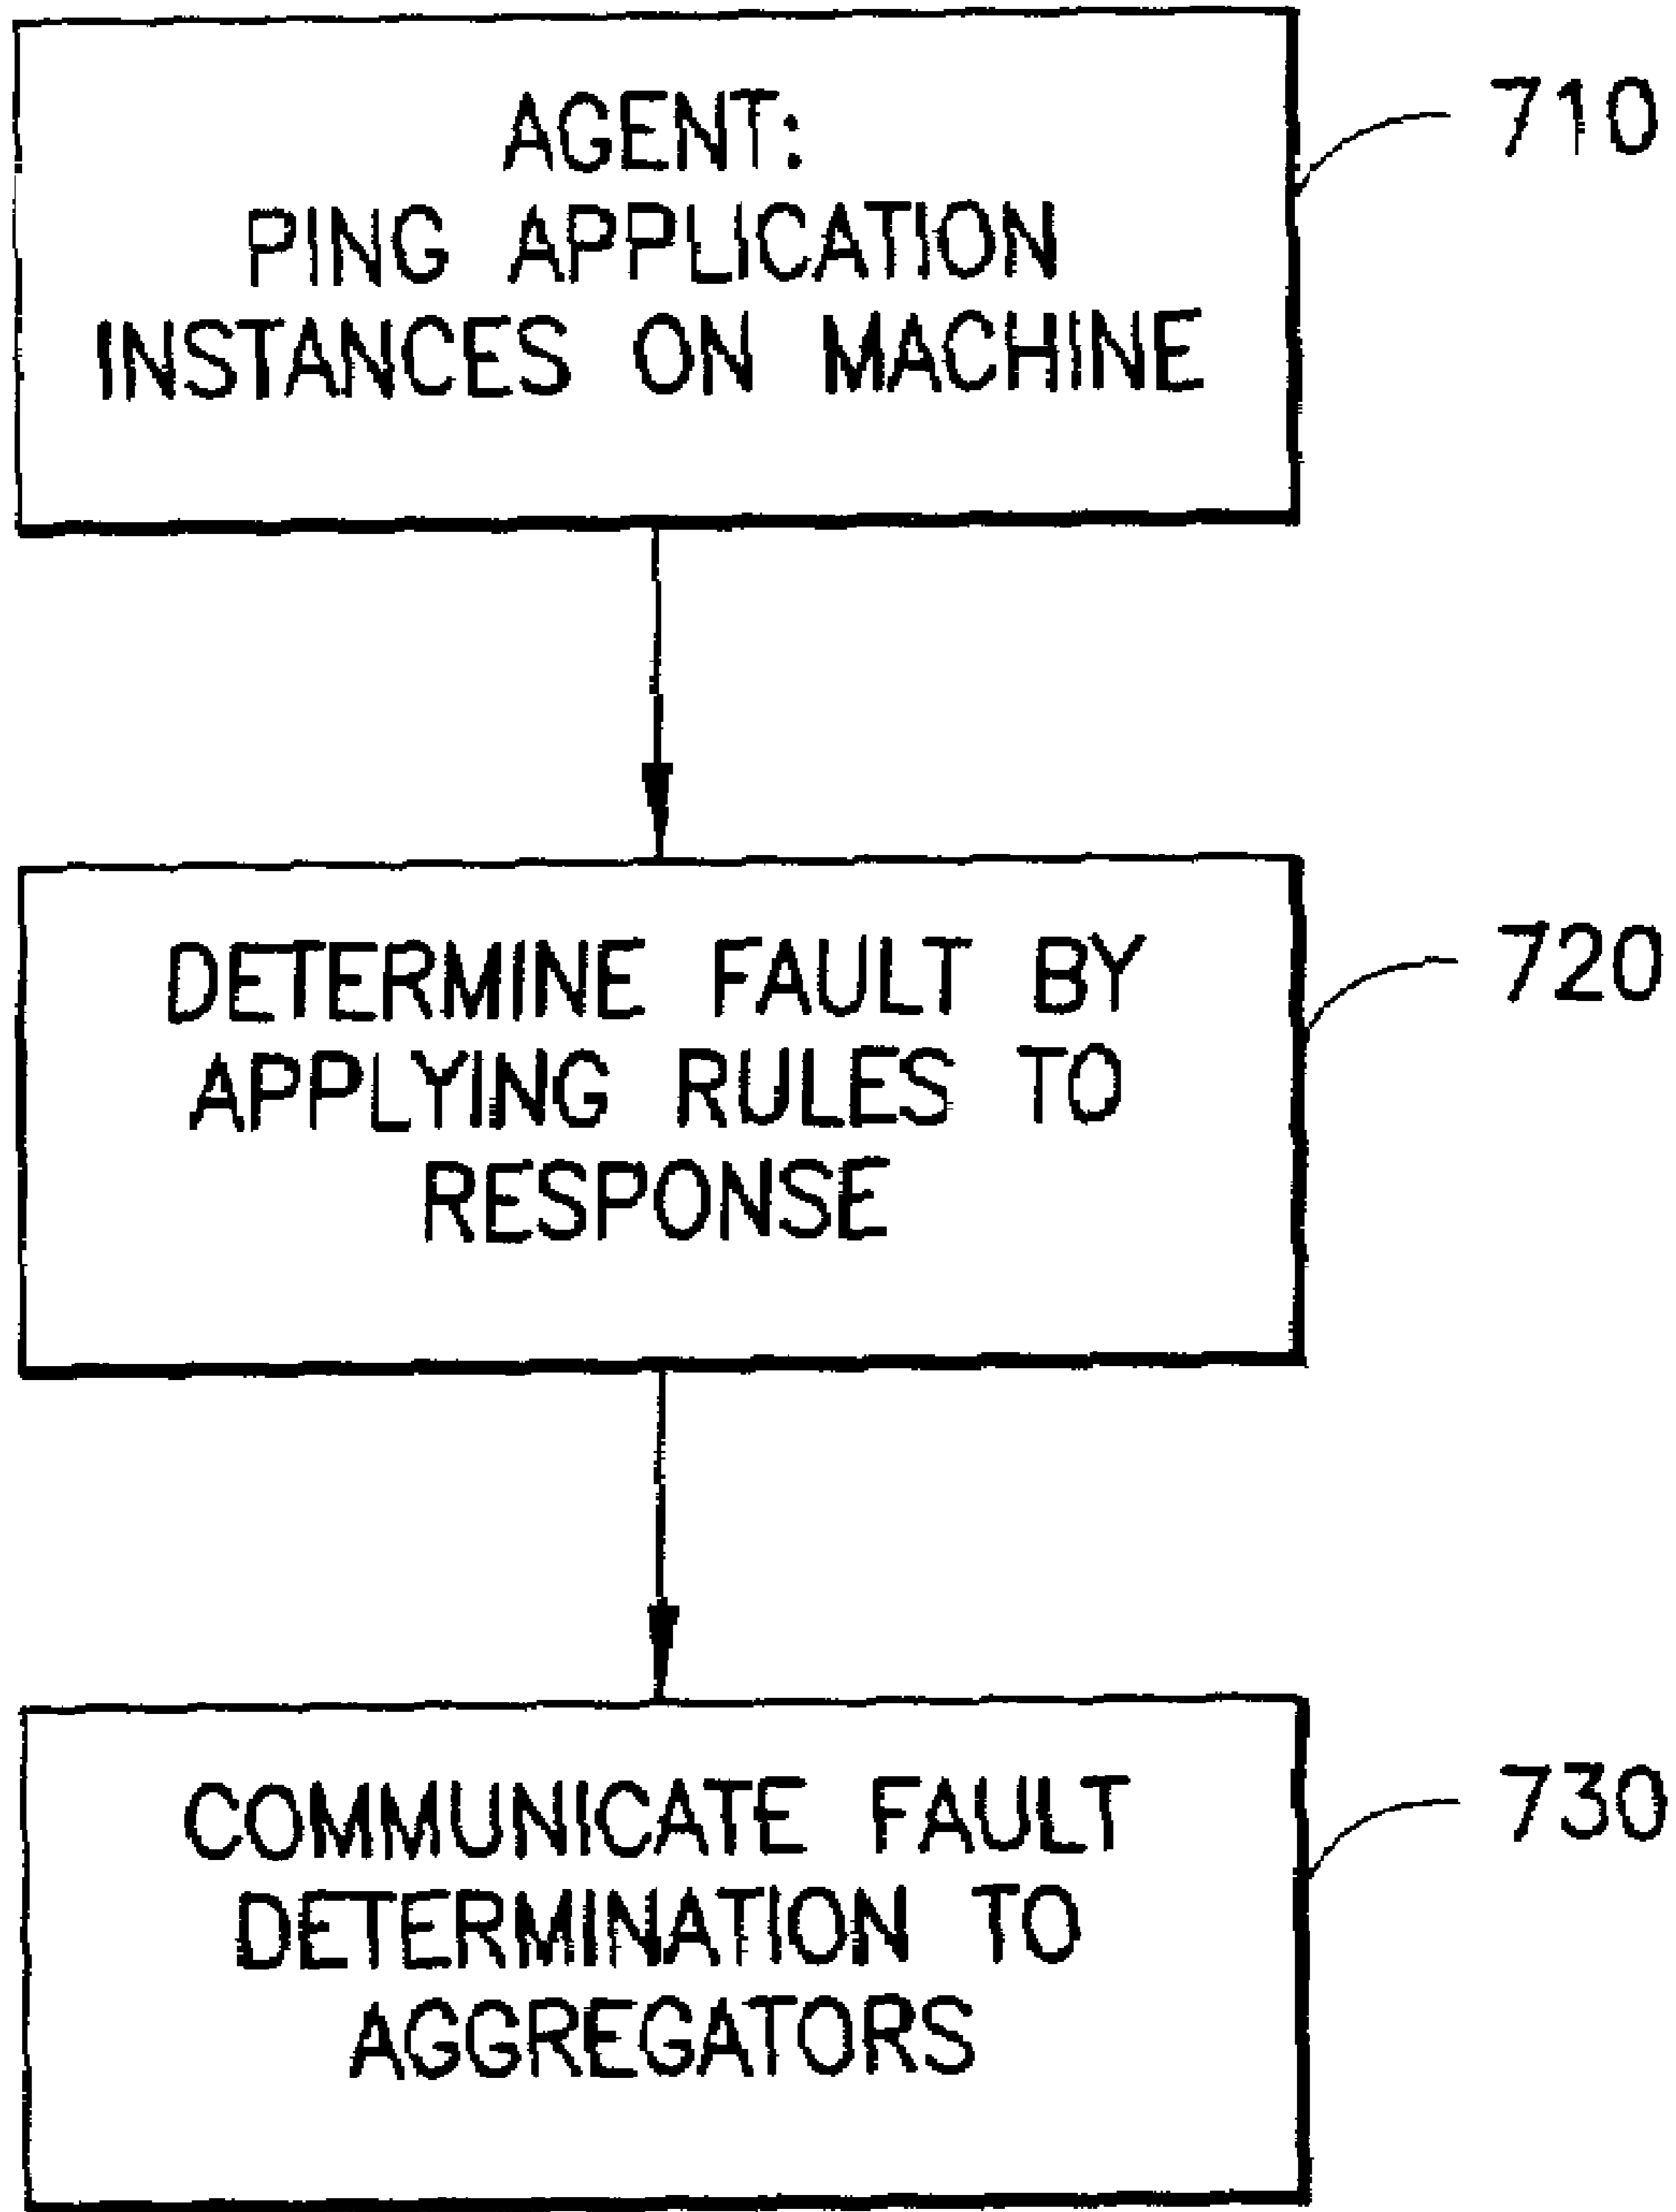 AGENT:
PING APPLICATION
INSTANCES ON MACHINE
710
DETERMINE FAULT BY
APPLYING RULES TO
RESPONSE
720
COMMUNICATE FAULT
DETERMINATION TO
AGGREGATORS
730